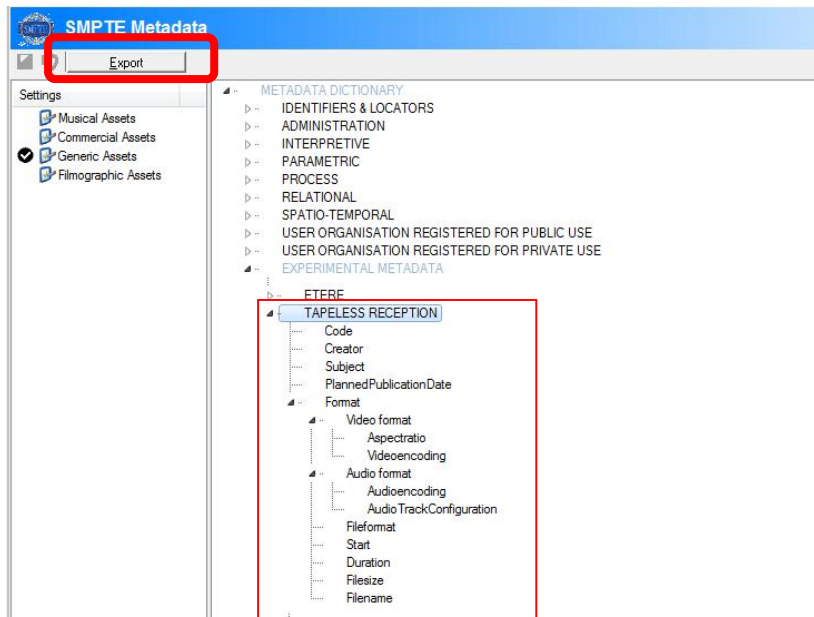 SMPTE Metadata
Export
Settings
Musical Assets
Commercial Assets
Generic Assets
Filmographic Assets
METADATA DICTIONARY
IDENTIFIERS & LOCATORS
ADMINISTRATION
INTERPRETIVE
PARAMETRIC
PROCESS
RELATIONAL
SPATIO-TEMPORAL
USER ORGANISATION REGISTERED FOR PUBLIC USE
USER ORGANISATION REGISTERED FOR PRIVATE USE
EXPERIMENTAL METADATA
ETERE
TAPELESS RECEPTION
Code
Creator
Subject
PlannedPublicationDate
Format
Video format
Aspectratio
Videoencoding
Audio format
Audioencoding
AudioTrackConfiguration
Fileformat
Start
Duration
Filesize
Filename